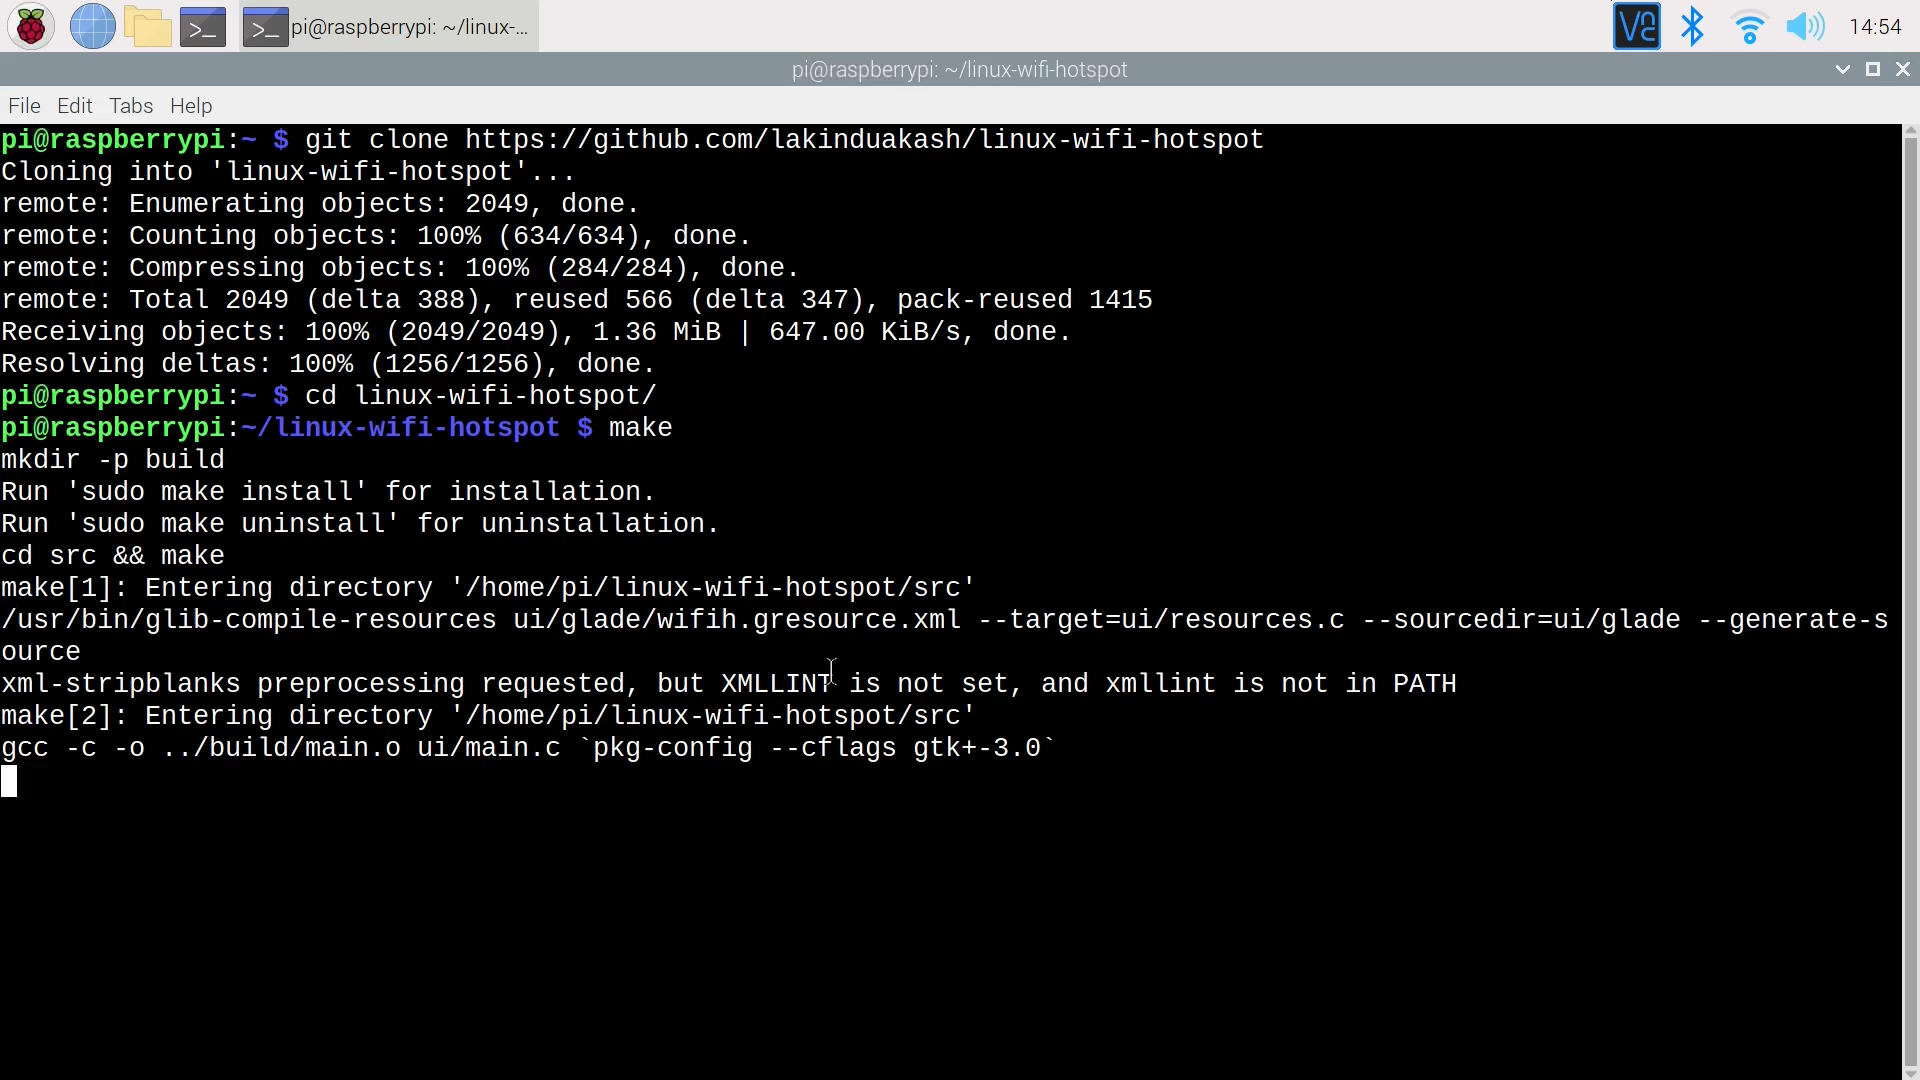 pi@raspberrypi: ~/linux-...
14:54
pi@raspberrypi: ~/linux-wifi-hotspot
File Edit Tabs Help
pi@raspberrypi:~ $ git clone https://github.com/lakinduakash/linux-wifi-hotspot
Cloning into 'linux-wifi-hotspot'...
remote: Enumerating objects: 2049, done.
remote: Counting objects: 100% (634/634), done.
remote: Compressing objects: 100% (284/284), done.
remote: Total 2049 (delta 388), reused 566 (delta 347), pack-reused 1415
Receiving objects: 100% (2049/2049), 1.36 MiB | 647.00 KiB/s, done.
Resolving deltas: 100% (1256/1256), done.
pi@raspberrypi:~ $ cd linux-wifi-hotspot/
pi@raspberrypi:~/linux-wifi-hotspot $ make
mkdir -p build
Run 'sudo make install' for installation.
Run 'sudo make uninstall' for uninstallation.
cd src && make
make[1]: Entering directory '/home/pi/linux-wifi-hotspot/src'
/usr/bin/glib-compile-resources ui/glade/wifih.gresource.xml --target=ui/resources.c --sourcedir=ui/glade --generate-s
ource
xml-stripblanks preprocessing requested, but XMLLINT is not set, and xmllint is not in PATH
make[2]: Entering directory '/home/pi/linux-wifi-hotspot/src'
gcc -c -o ../build/main.o ui/main.c `pkg-config --cflags gtk+-3.0`